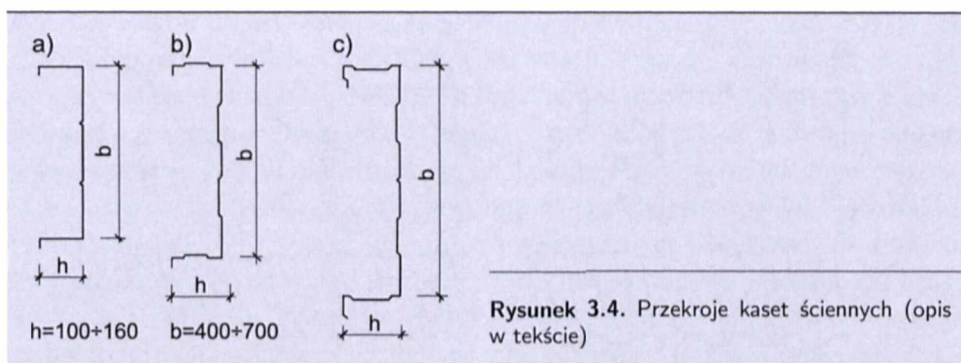 a)
b)
c)
b
b
b
h
h
h
h=100÷160
b=400÷700
Rysunek 3.4. Przekroje kaset ściennych (opis
w tekście)